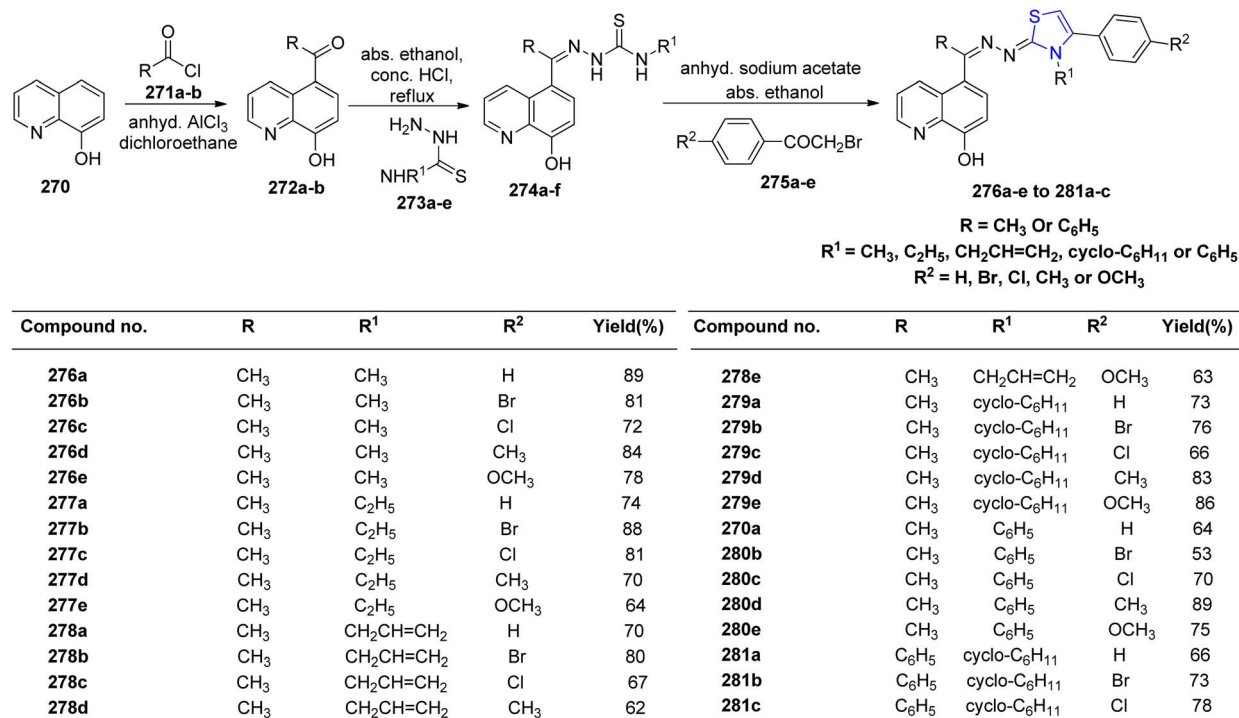 R
Cl
O
271a-b
anhyd. AlCl3
dichloroethane
N
OH
270
R
O
N
OH
272a-b
abs. ethanol,
conc. HCl,
reflux
H2N
NH
NHR1
S
273a-e
R
N
N
H
S
N
H
R1
N
OH
274a-f
anhyd. sodium acetate
abs. ethanol
R2
COCH2Br
275a-e
R
N
N
S
N
R1
R2
N
OH
276a-e to 281a-c
R = CH3 Or C6H5
R1 = CH3, C2H5, CH2CH=CH2, cyclo-C6H11 or C6H5
R2 = H, Br, Cl, CH3 or OCH3
Compound no. R R1 R2 Yield(%)
276a CH3 CH3 H 89
276b CH3 CH3 Br 81
276c CH3 CH3 Cl 72
276d CH3 CH3 CH3 84
276e CH3 CH3 OCH3 78
277a CH3 C2H5 H 74
277b CH3 C2H5 Br 88
277c CH3 C2H5 Cl 81
277d CH3 C2H5 CH3 70
277e CH3 C2H5 OCH3 64
278a CH3 CH2CH=CH2 H 70
278b CH3 CH2CH=CH2 Br 80
278c CH3 CH2CH=CH2 Cl 67
278d CH3 CH2CH=CH2 CH3 62
Compound no. R R1 R2 Yield(%)
278e CH3 CH2CH=CH2 OCH3 63
279a CH3 cyclo-C6H11 H 73
279b CH3 cyclo-C6H11 Br 76
279c CH3 cyclo-C6H11 Cl 66
279d CH3 cyclo-C6H11 CH3 83
279e CH3 cyclo-C6H11 OCH3 86
270a CH3 C6H5 H 64
280b CH3 C6H5 Br 53
280c CH3 C6H5 Cl 70
280d CH3 C6H5 CH3 89
280e CH3 C6H5 OCH3 75
281a C6H5 cyclo-C6H11 H 66
281b C6H5 cyclo-C6H11 Br 73
281c C6H5 cyclo-C6H11 Cl 78